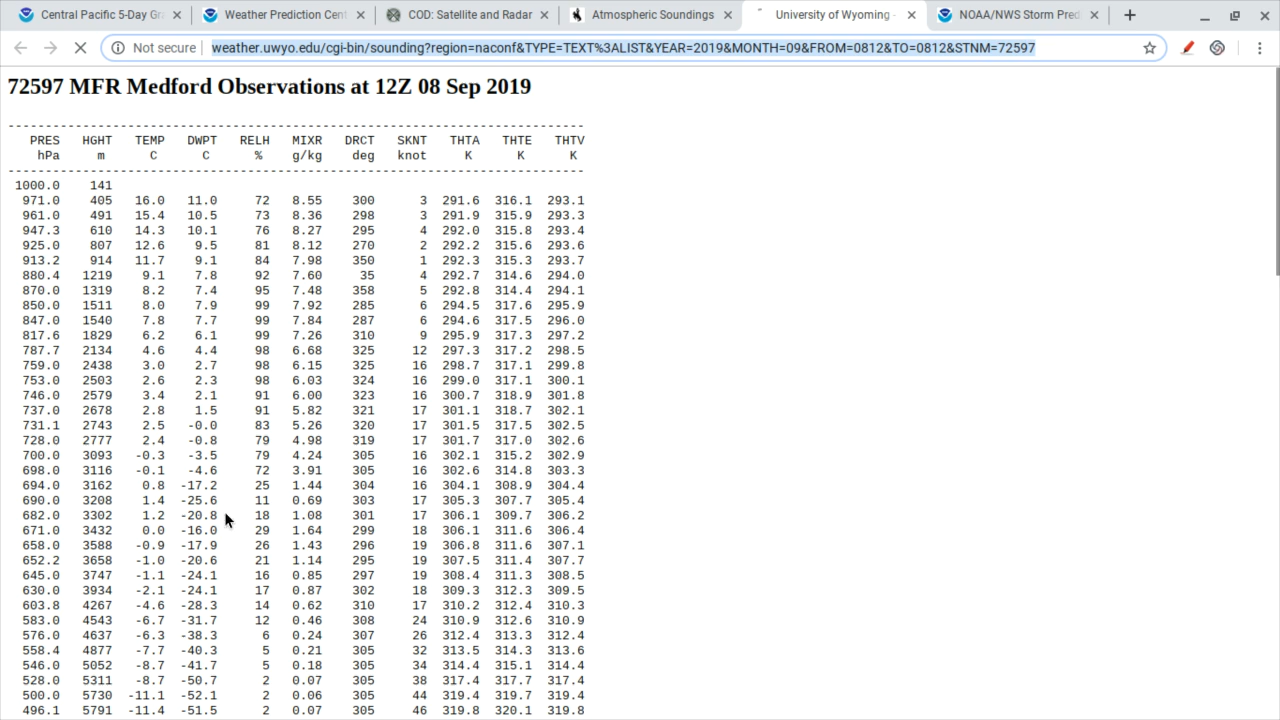 Central Pacific 5-Day Gra
Weather Prediction Cent
COD: Satellite and Radar
Atmospheric Soundings
University of Wyoming -
NOAA/NWS Storm Pred
Not secure
weather.uwyo.edu/cgi-bin/sounding?region=naconf&TYPE=TEXT%3ALIST&YEAR=2019&MONTH=09&FROM=0812&TO=0812&STNM=72597
72597 MFR Medford Observations at 12Z 08 Sep 2019
-----------------------------------------------------------------------------
PRES HGHT TEMP DWPT RELH MIXR DRCT SKNT THTA THTE THTV
hPa m C C % g/kg deg knot K K K
-----------------------------------------------------------------------------
1000.0 141
971.0 405 16.0 11.0 72 8.55 300 3 291.6 316.1 293.1
961.0 491 15.4 10.5 73 8.36 298 3 291.9 315.9 293.3
947.3 610 14.3 10.1 76 8.27 295 4 292.0 315.8 293.4
925.0 807 12.6 9.5 81 8.12 270 2 292.2 315.6 293.6
913.2 914 11.7 9.1 84 7.98 350 1 292.3 315.3 293.7
880.4 1219 9.1 7.8 92 7.60 35 4 292.7 314.6 294.0
870.0 1319 8.2 7.4 95 7.48 358 5 292.8 314.4 294.1
850.0 1511 8.0 7.9 99 7.92 285 6 294.5 317.6 295.9
847.0 1540 7.8 7.7 99 7.84 287 6 294.6 317.5 296.0
817.6 1829 6.2 6.1 99 7.26 310 9 295.9 317.3 297.2
787.7 2134 4.6 4.4 98 6.68 325 12 297.3 317.2 298.5
759.0 2438 3.0 2.7 98 6.15 325 16 298.7 317.1 299.8
753.0 2503 2.6 2.3 98 6.03 324 16 299.0 317.1 300.1
746.0 2579 3.4 2.1 91 6.00 323 16 300.7 318.9 301.8
737.0 2678 2.8 1.5 91 5.82 321 17 301.1 318.7 302.1
731.1 2743 2.5 -0.0 83 5.26 320 17 301.5 317.5 302.5
728.0 2777 2.4 -0.8 79 4.98 319 17 301.7 317.0 302.6
700.0 3093 -0.3 -3.5 79 4.24 305 16 302.1 315.2 302.9
698.0 3116 -0.1 -4.6 72 3.91 305 16 302.6 314.8 303.3
694.0 3162 0.8 -17.2 25 1.44 304 16 304.1 308.9 304.4
690.0 3208 1.4 -25.6 11 0.69 303 17 305.3 307.7 305.4
682.0 3302 1.2 -20.8 18 1.08 301 17 306.1 309.7 306.2
671.0 3432 0.0 -16.0 29 1.64 299 18 306.1 311.6 306.4
658.0 3588 -0.9 -17.9 26 1.43 296 19 306.8 311.6 307.1
652.2 3658 -1.0 -20.6 21 1.14 295 19 307.5 311.4 307.7
645.0 3747 -1.1 -24.1 16 0.85 297 19 308.4 311.3 308.5
630.0 3934 -2.1 -24.1 17 0.87 302 18 309.3 312.3 309.5
603.8 4267 -4.6 -28.3 14 0.62 310 17 310.2 312.4 310.3
583.0 4543 -6.7 -31.7 12 0.46 308 24 310.9 312.6 310.9
576.0 4637 -6.3 -38.3 6 0.24 307 26 312.4 313.3 312.4
558.4 4877 -7.7 -40.3 5 0.21 305 32 313.5 314.3 313.6
546.0 5052 -8.7 -41.7 5 0.18 305 34 314.4 315.1 314.4
528.0 5311 -8.7 -50.7 2 0.07 305 38 317.4 317.7 317.4
500.0 5730 -11.1 -52.1 2 0.06 305 44 319.4 319.7 319.4
496.1 5791 -11.4 -51.5 2 0.07 305 46 319.8 320.1 319.8